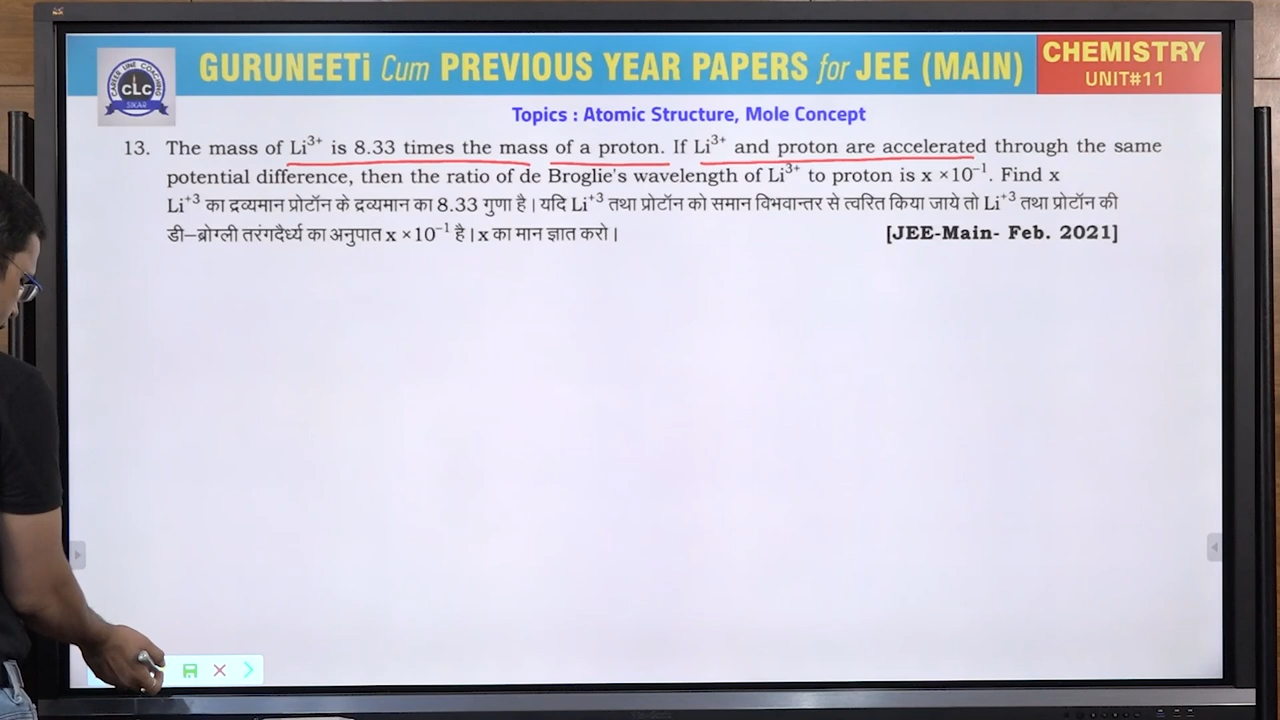 GURUNEETi Cum PREVIOUS YEAR PAPERS for JEE (MAIN)
CHEMISTRY
UNIT#11
CAREER LINE COACHING
CLC
SIKAR
Topics : Atomic Structure, Mole Concept
13. The mass of Li³⁺ is 8.33 times the mass of a proton. If Li³⁺ and proton are accelerated through the same
potential difference, then the ratio of de Broglie's wavelength of Li³⁺ to proton is x ×10⁻¹. Find x
Li⁺³ का द्रव्यमान प्रोटॉन के द्रव्यमान का 8.33 गुणा है। यदि Li⁺³ तथा प्रोटॉन को समान विभवान्तर से त्वरित किया जाये तो Li⁺³ तथा प्रोटॉन की
डी–ब्रोग्ली तरंगदैर्ध्य का अनुपात x ×10⁻¹ है। x का मान ज्ञात करो।
[JEE-Main- Feb. 2021]